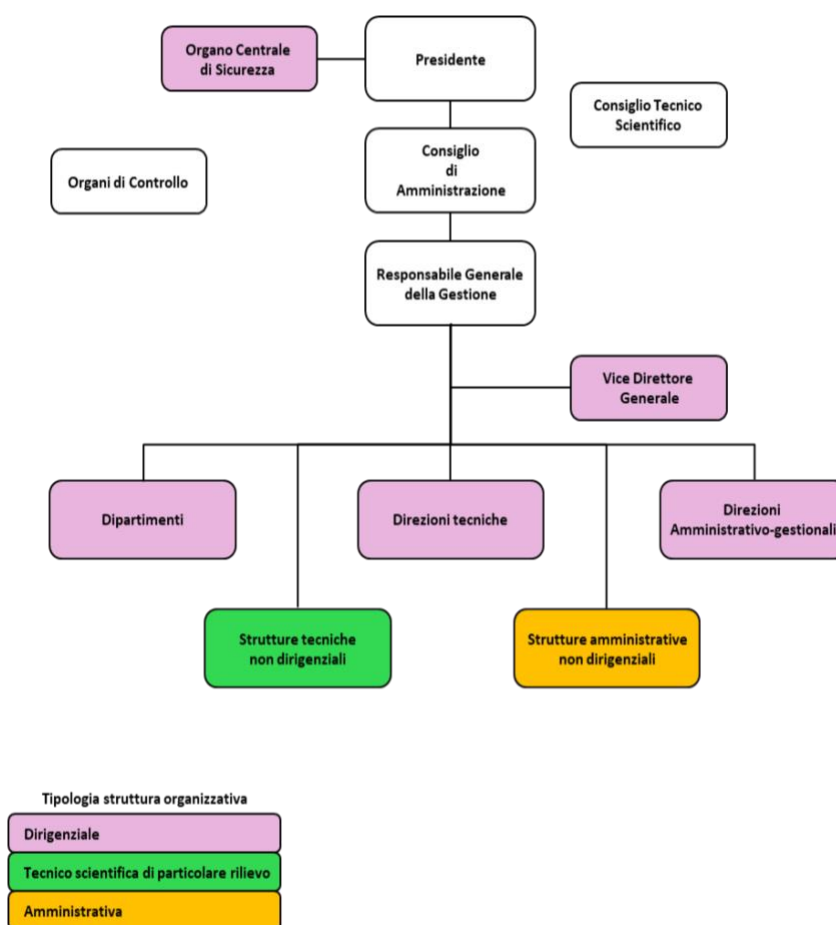 Organo Centrale
di Sicurezza
Presidente
Consiglio Tecnico
Scientifico
Organi di Controllo
Consiglio
di
Amministrazione
Responsabile Generale
della Gestione
Vice Direttore
Generale
Dipartimenti
Direzioni tecniche
Direzioni
Amministrativo-gestionali
Strutture tecniche
non dirigenziali
Strutture amministrative
non dirigenziali
Tipologia struttura organizzativa
Dirigenziale
Tecnico scientifica di particolare rilievo
Amministrativa